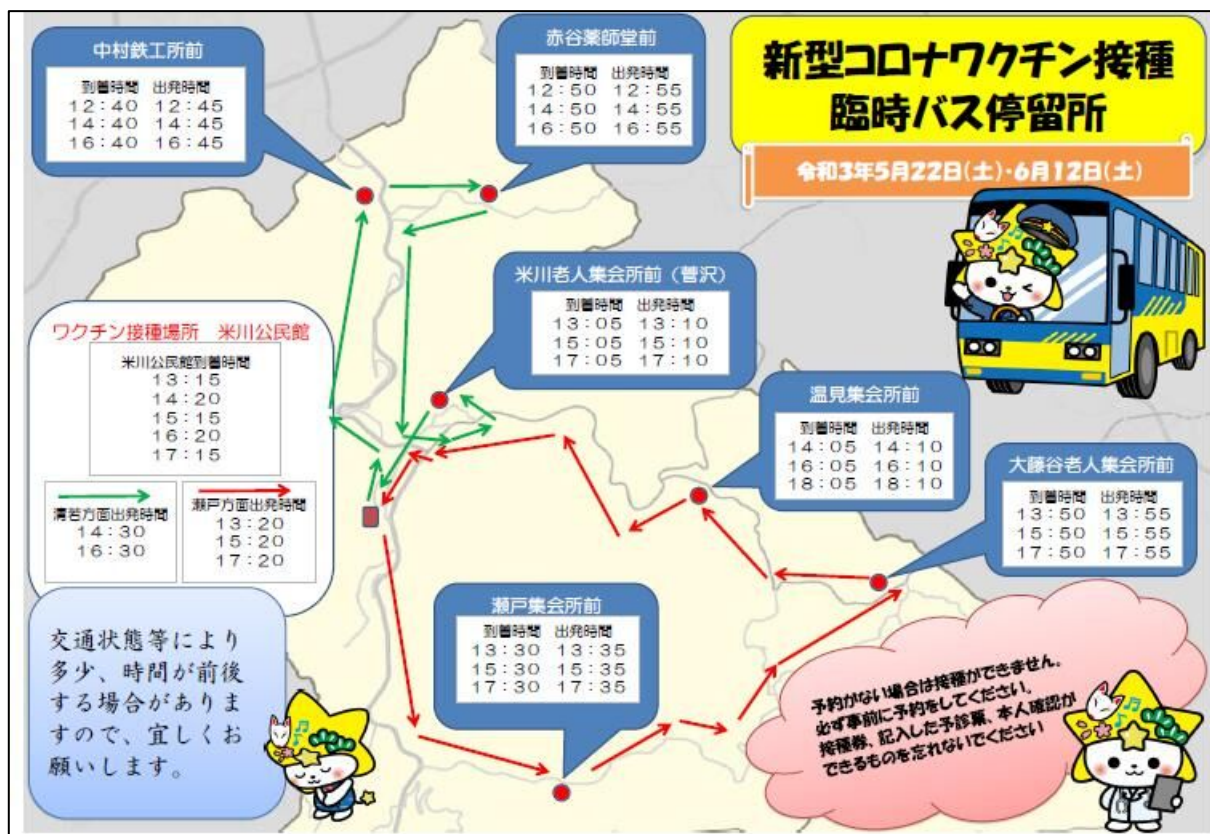 新型コロナワクチン接種
臨時バス停留所
令和3年5月22日(土)・6月12日(土)
中村鉄工所前
到着時間 出発時間
12:40 12:45
14:40 14:45
16:40 16:45
赤谷薬師堂前
到着時間 出発時間
12:50 12:55
14:50 14:55
16:50 16:55
米川老人集会所前（菅沢）
到着時間 出発時間
13:05 13:10
15:05 15:10
17:05 17:10
ワクチン接種場所 米川公民館
米川公民館到着時間
13:15
14:20
15:15
16:20
17:15
瀬戸方面出発時間
13:20
15:20
17:20
方面出発時間
14:30
16:30
温見集会所前
到着時間 出発時間
14:05 14:10
16:05 16:10
18:05 18:10
大藤谷老人集会所前
到着時間 出発時間
13:50 13:55
15:50 15:55
17:50 17:55
瀬戸集会所前
到着時間 出発時間
13:30 13:35
15:30 15:35
17:30 17:35
交通状態等により
多少、時間が前後
する場合がありま
すので、宜しくお
願いします。
予約がない場合は接種ができません。
必ず事前に予約をしてください。
接種券、記入した予診票、本人確認が
できるものを忘れないでください